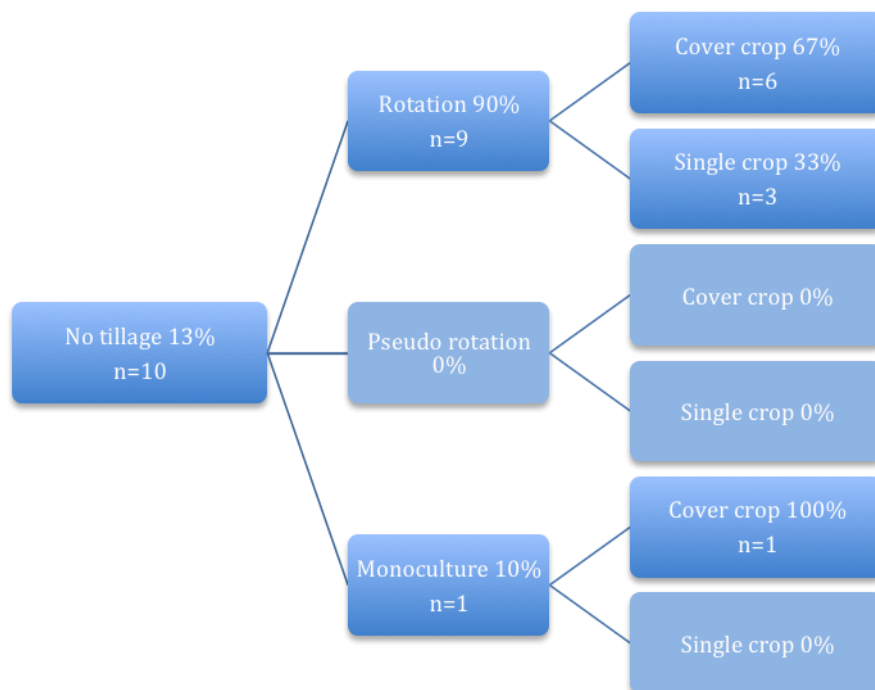 No tillage 13%
n=10
Rotation 90%
n=9
Cover crop 67%
n=6
Single crop 33%
n=3
Pseudo rotation
0%
Cover crop 0%
Single crop 0%
Monoculture 10%
n=1
Cover crop 100%
n=1
Single crop 0%